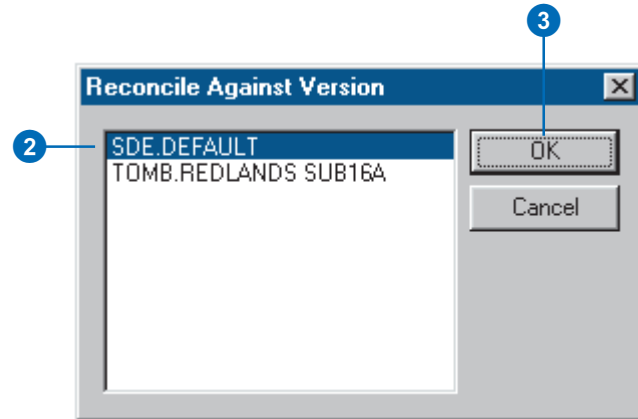 3
Reconcile Against Version
2
SDE.DEFAULT
OK
TOMB.REDLANDS SUB16A
Cancel